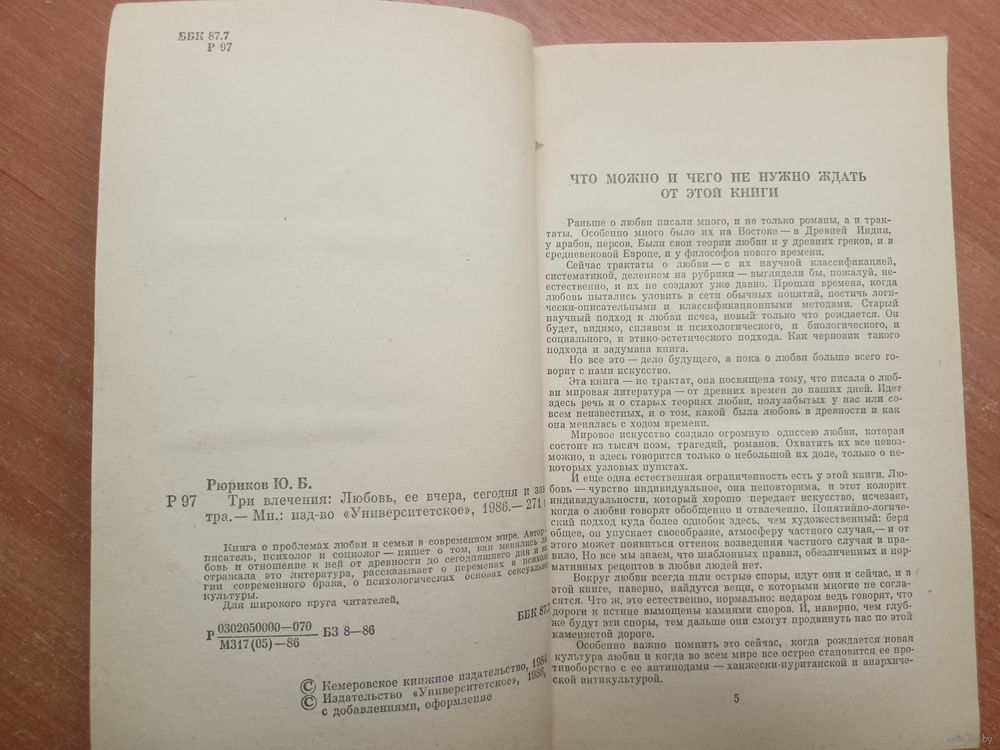 ББК 87.7
Р 97
Рюриков Ю. Б.
Р 97 Три влечения: Любовь, ее вчера, сегодня и зав
тра.— Мн.: изд-во «Университетское», 1986.— 271
Книга о проблемах любви и семьи в современном мире. Автор-
писатель, психолог и социолог — пишет о том, как менялись
бовь и отношение к ней от древности до сегодняшнего дня и
отражала это литература, рассказывает о переменах в
гии современного брака, о психологических основах
культуры.
Для широкого круга читателей,
ББК 87.7
Р 0302050000—070 БЗ 8—86
М317(05)—86
© Кемеровское книжное издательство, 1984
© Издательство «Университетское», 1986,
с добавлениями, оформление
ЧТО МОЖНО И ЧЕГО НЕ НУЖНО ЖДАТЬ
ОТ ЭТОЙ КНИГИ
Раньше о любви писали много, и не только романы, а и трак-
таты. Особенно много было их на Востоке — в Древней Индии,
у арабов, персов. Были свои теории любви и у древних греков, и в
средневековой Европе, и у философов нового времени.
Сейчас трактаты о любви — с их научной классификацией,
систематикой, делением на рубрики — выглядели бы, пожалуй, не-
естественно, и их не создают уже давно. Прошли времена, когда
любовь пытались уловить в сети обычных понятий, постичь логи-
чески-описательными и классификационными методами. Старый
научный подход к любви исчез, новый только что рождается. Он
будет, видимо, сплавом и психологического, и биологического, и
социального, и этико-эстетического подхода. Как черновик такого
подхода и задумана книга.
Но все это — дело будущего, а пока о любви больше всего го-
ворит с нами искусство.
Эта книга — не трактат, она посвящена тому, что писала о люб-
ви мировая литература — от древних времен до наших дней. Идет
здесь речь и о старых теориях любви, полузабытых у нас или со-
всем неизвестных, и о том, какой была любовь в древности и как
она менялась с ходом времени.
Мировое искусство создало огромную одиссею любви, которая
состоит из тысяч поэм, трагедий, романов. Охватить их все невоз-
можно, и здесь говорится только о небольшой их доле, только о не-
которых узловых пунктах.
И еще одна естественная ограниченность есть у этой книги. Лю-
бовь — чувство индивидуальное, она неповторима, и этот колорит
индивидуальности, который хорошо передает искусство, исчезает,
когда о любви говорят обобщенно и отвлеченно. Понятийно-логиче-
ский подход куда более однобок здесь, чем художественный: беря
общее, он упускает своеобразие, атмосферу частного случая,— и от
этого может появиться оттенок возведения частного случая в пра-
вило. Но все мы знаем, что шаблонных правил, обезличенных и нор-
мативных рецептов в любви людей нет.
Вокруг любви всегда шли острые споры, идут они и сейчас, и в
этой книге, наверно, найдутся вещи, с которыми многие не согла-
сятся. Что ж, это естественно, нормально: недаром ведь говорят, что
дороги к истине вымощены камнями споров. И, наверно, чем глуб-
же будут эти споры, тем дальше они смогут продвинуть нас по этой
каменистой дороге.
Особенно важно помнить это сейчас, когда рождается новая
культура любви и когда во всем мире все острее становится ее про-
тивоборство с ее антиподами — ханжески-пуританской и анархиче-
ской антикультурой.
5